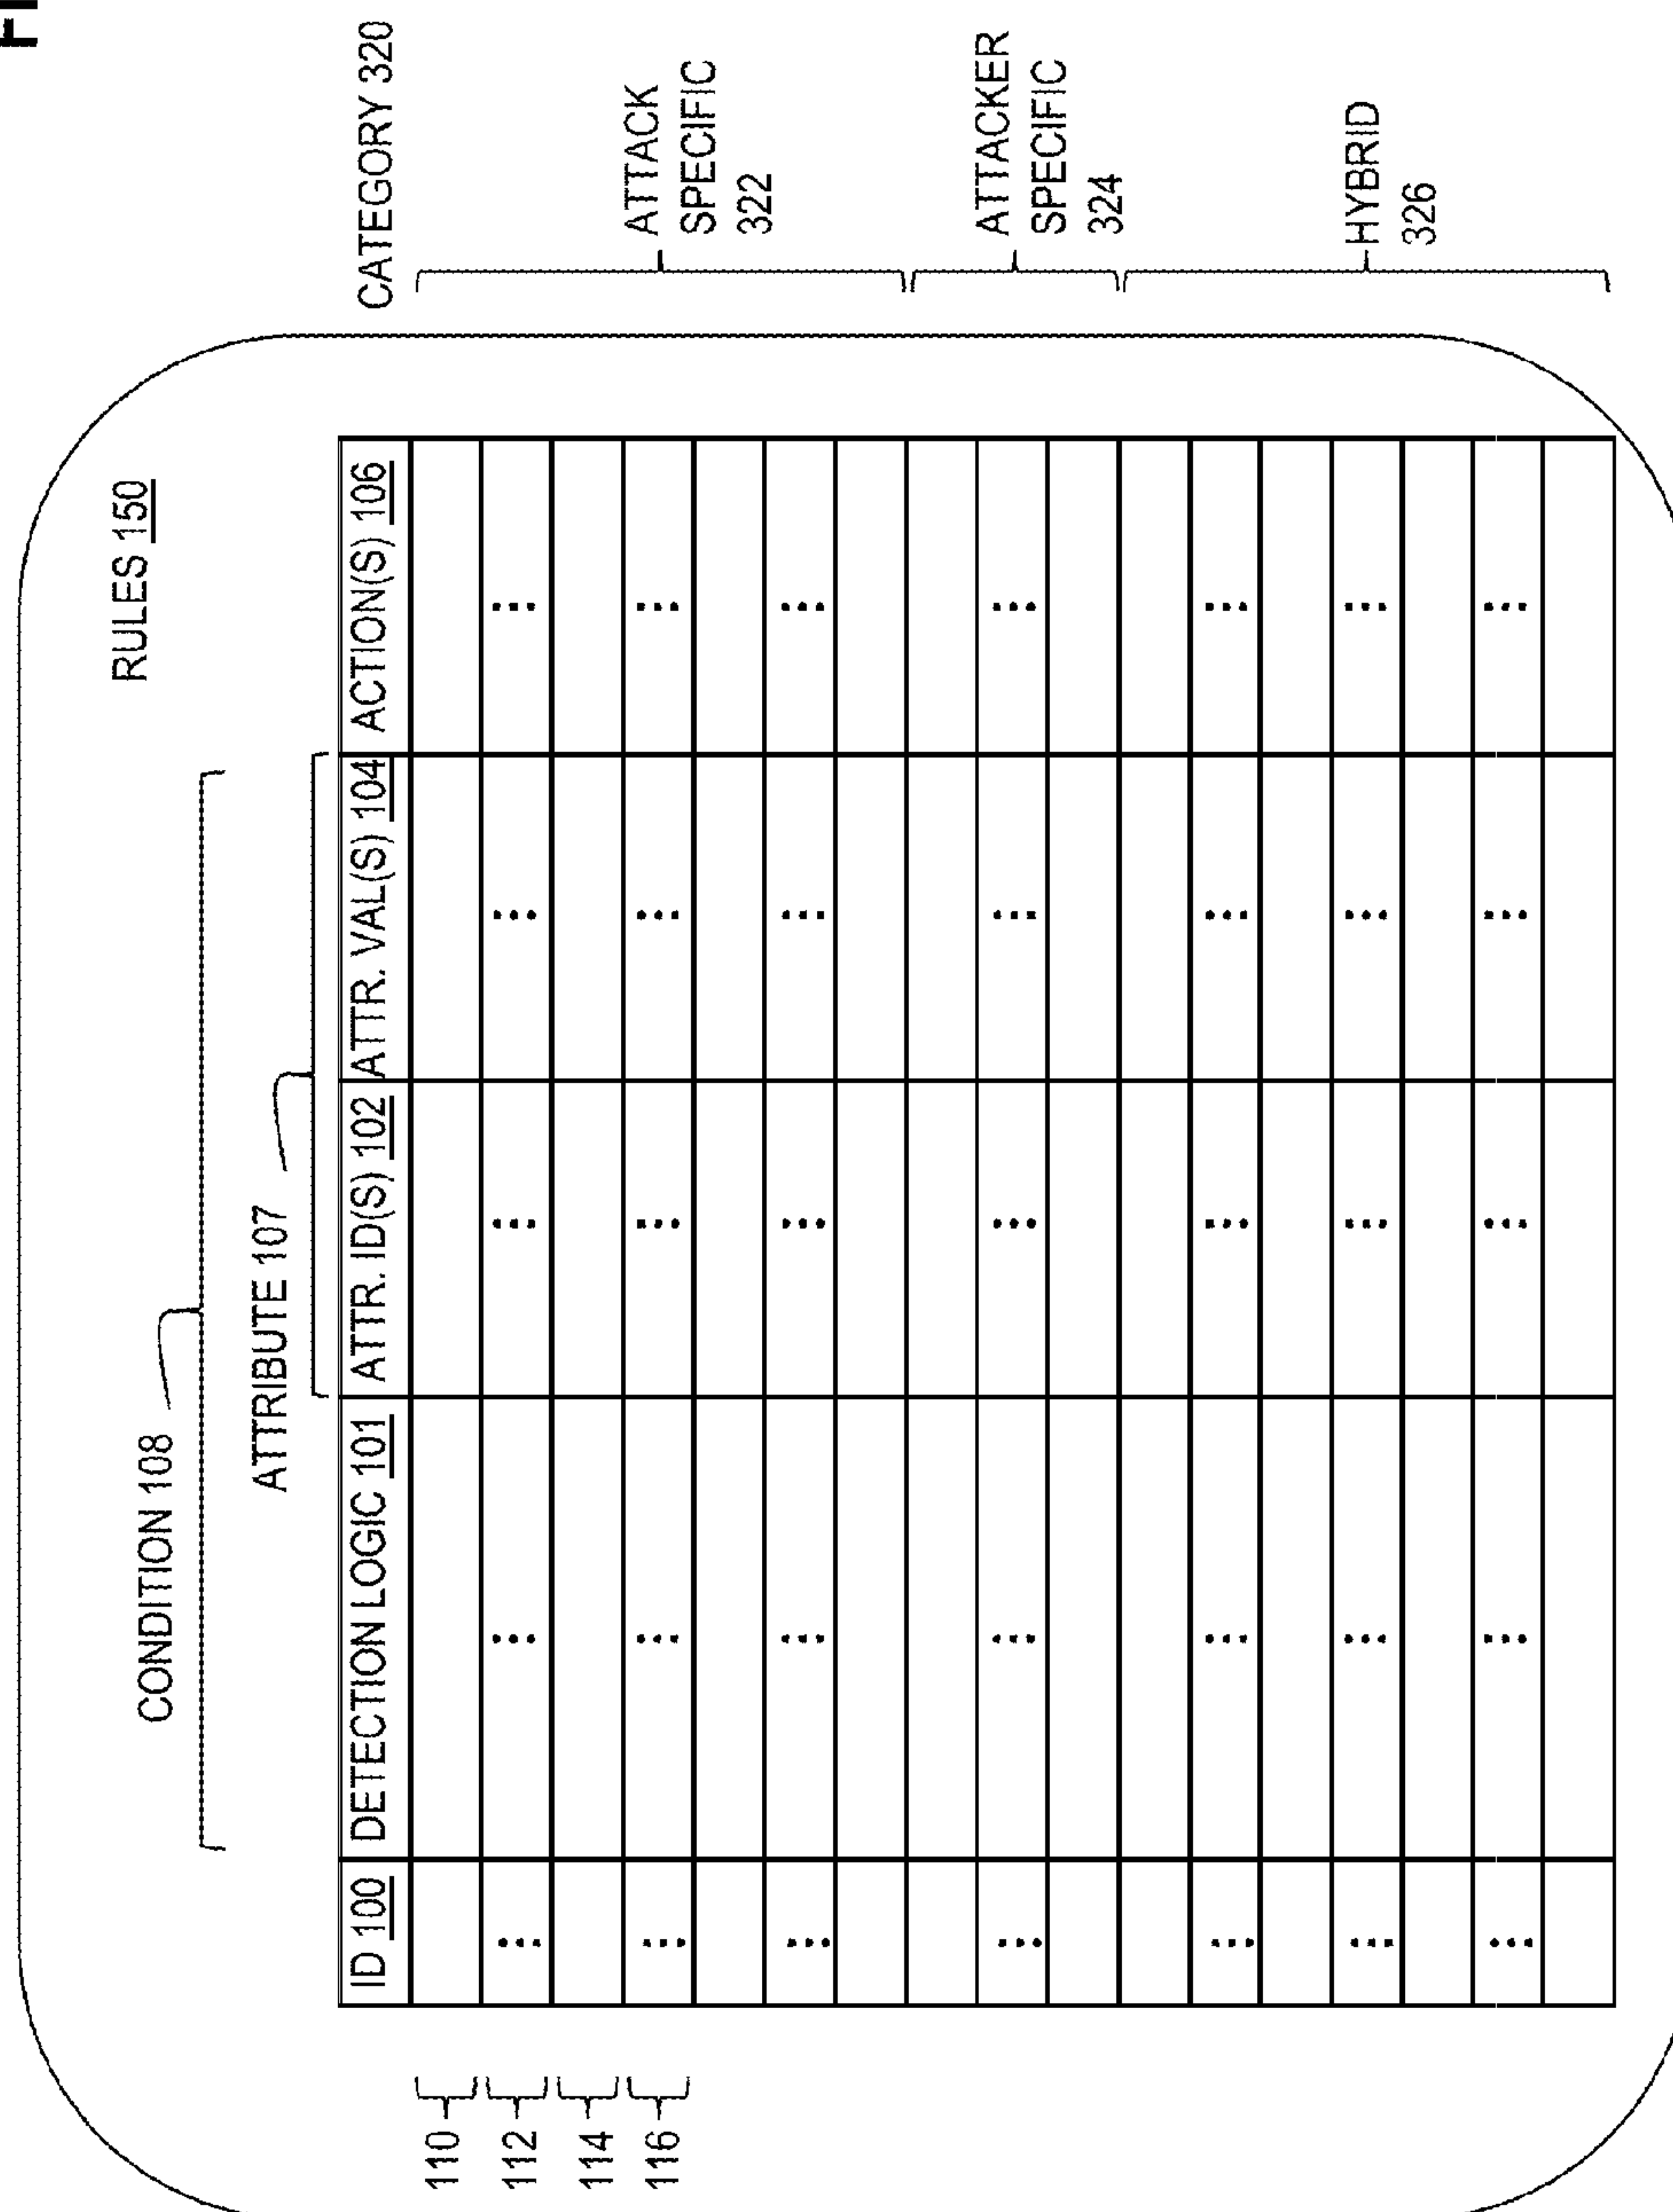 RULES 150
CONDITION 108
ATTRIBUTE 107
ID 100
DETECTION LOGIC 101
ATTR. ID(S) 102
ATTR. VAL(S) 104
ACTION(S) 106
CATEGORY 320
110
112
114
116
ATTACK
SPECIFIC
322
ATTACKER
SPECIFIC
324
HYBRID
326